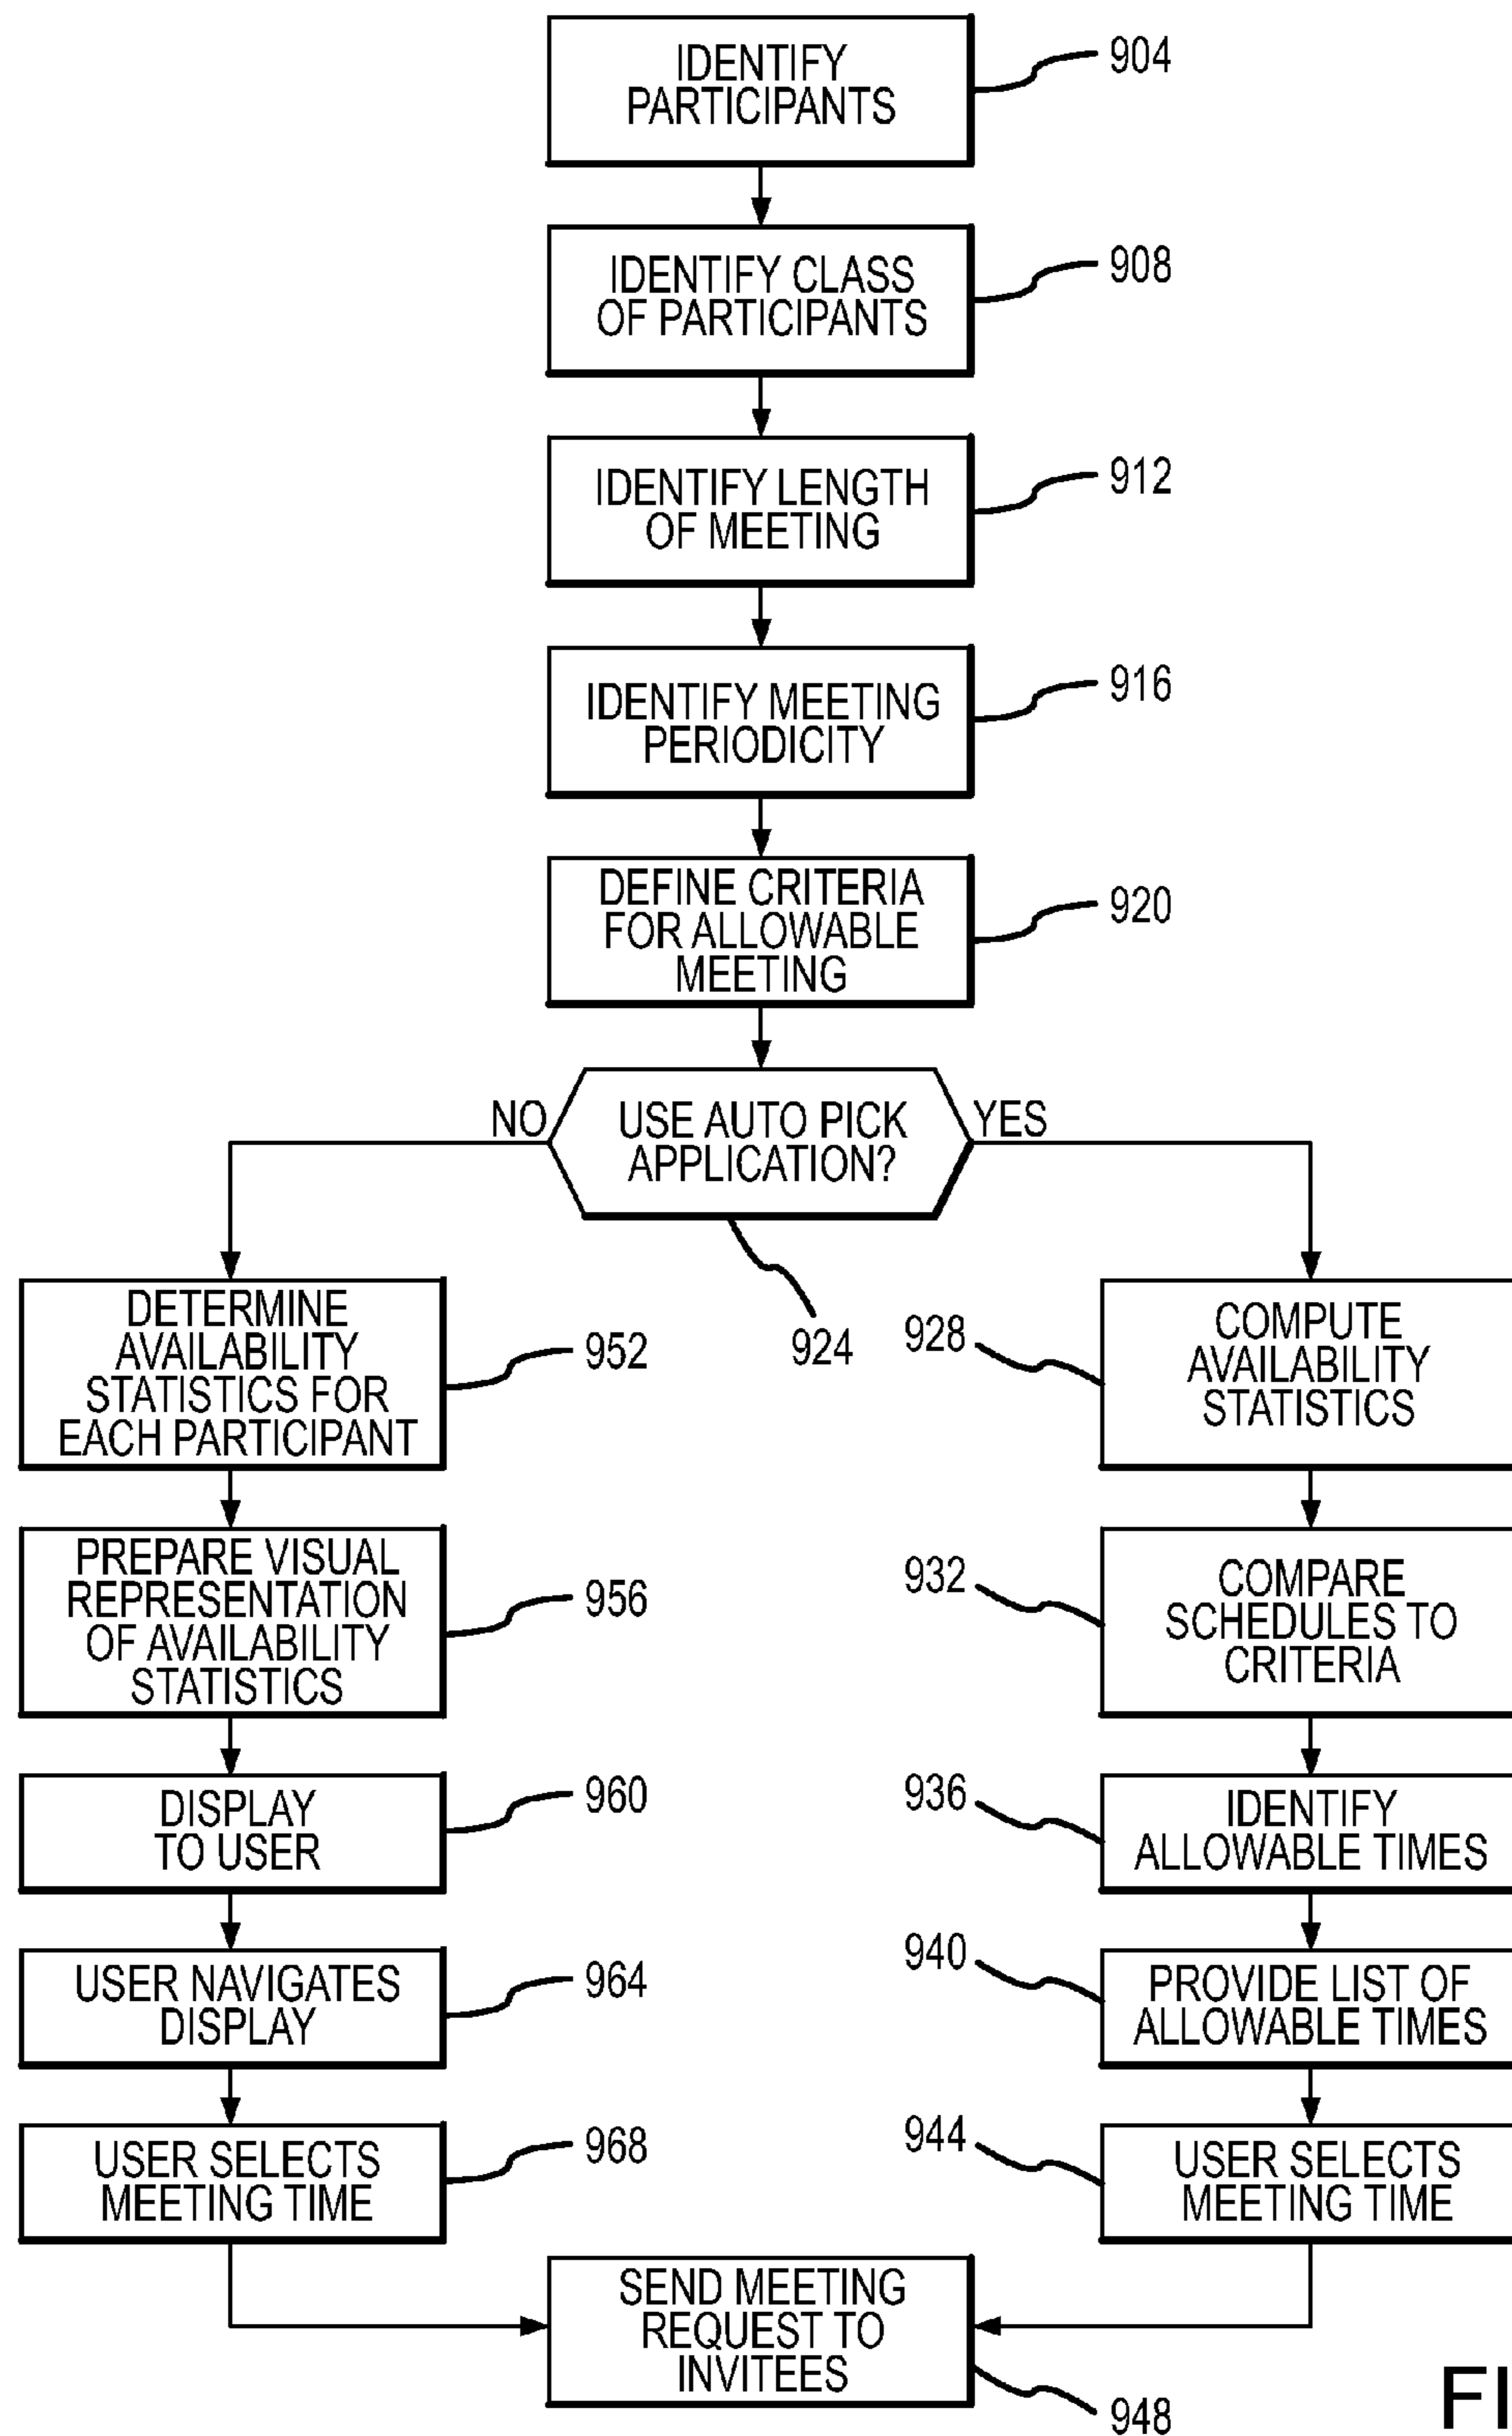 IDENTIFY
PARTICIPANTS
904
IDENTIFY CLASS
OF PARTICIPANTS
908
IDENTIFY LENGTH
OF MEETING
912
IDENTIFY MEETING
PERIODICITY
916
DEFINE CRITERIA
FOR ALLOWABLE
MEETING
920
NO
USE AUTO PICK
APPLICATION?
YES
924
DETERMINE
AVAILABILITY
STATISTICS FOR
EACH PARTICIPANT
952
PREPARE VISUAL
REPRESENTATION
OF AVAILABILITY
STATISTICS
956
DISPLAY
TO USER
960
USER NAVIGATES
DISPLAY
964
USER SELECTS
MEETING TIME
968
928
COMPUTE
AVAILABILITY
STATISTICS
932
COMPARE
SCHEDULES TO
CRITERIA
936
IDENTIFY
ALLOWABLE TIMES
940
PROVIDE LIST OF
ALLOWABLE TIMES
944
USER SELECTS
MEETING TIME
SEND MEETING
REQUEST TO
INVITEES
948